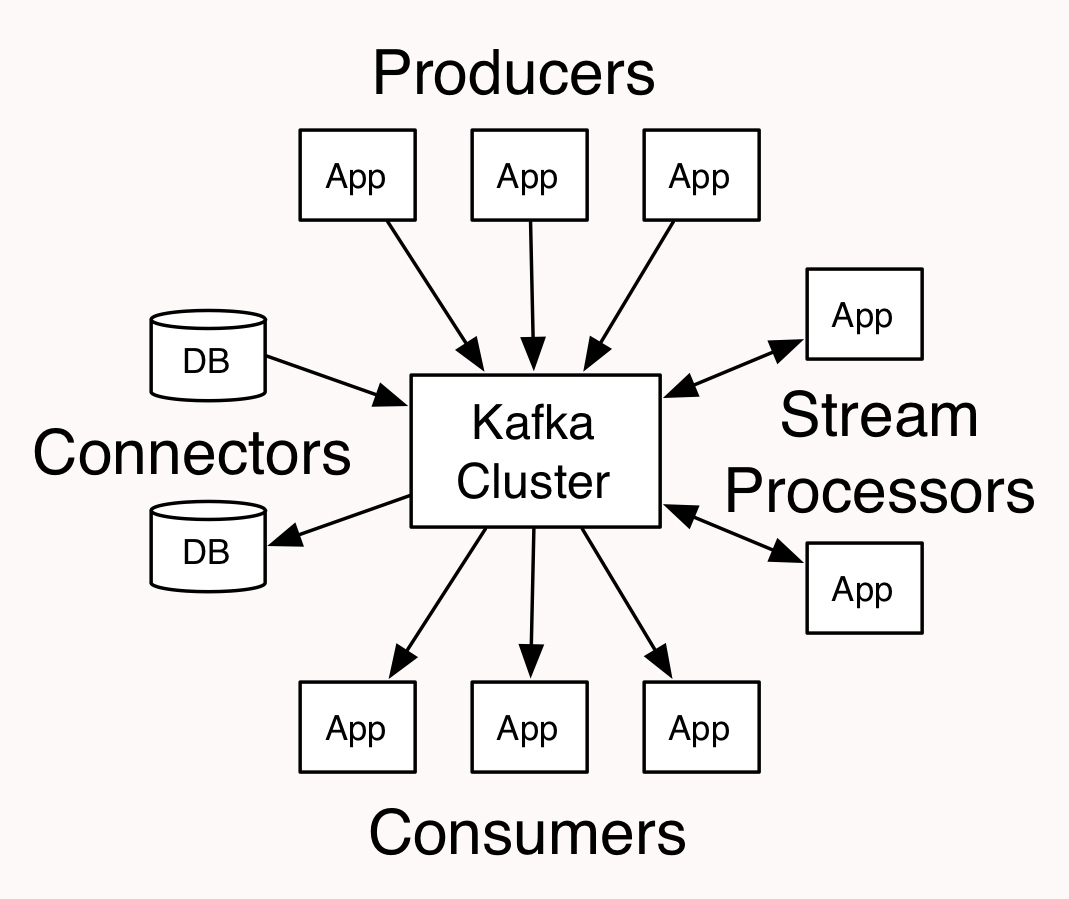 Producers
App
App
App
App
DB
Kafka
Cluster
Stream
Processors
Connectors
DB
App
App
App
App
Consumers